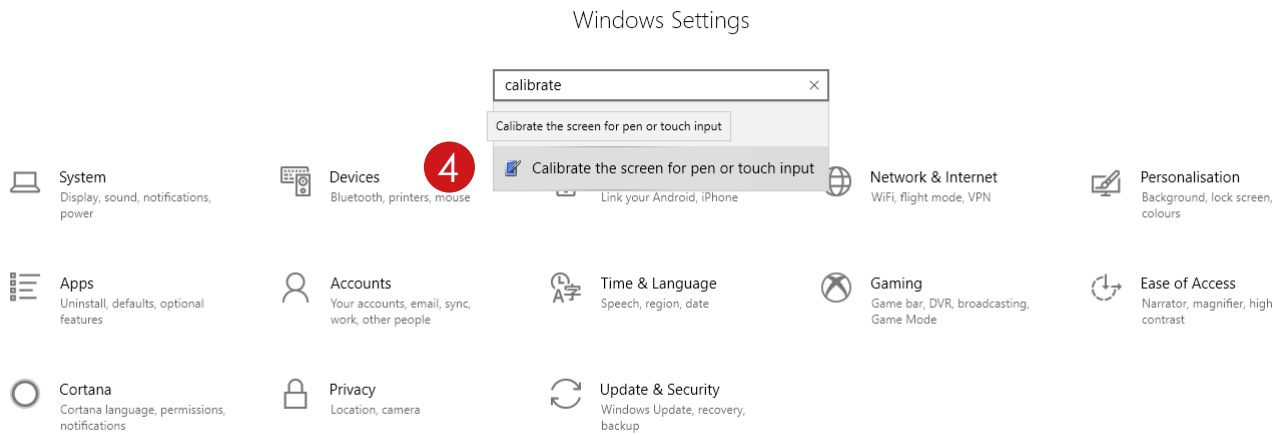 Windows Settings
calibrate
Calibrate the screen for pen or touch input
4
Calibrate the screen for pen or touch input
System
Display, sound, notifications,
power
Devices
Bluetooth, printers, mouse
Link your Android, iPhone
Network & Internet
WiFi, flight mode, VPN
Personalisation
Background, lock screen,
colours
Apps
Uninstall, defaults, optional
features
Accounts
Your accounts, email, sync,
work, other people
Time & Language
Speech, region, date
Gaming
Game bar, DVR, broadcasting,
Game Mode
Ease of Access
Narrator, magnifier, high
contrast
Cortana
Cortana language, permissions,
notifications
Privacy
Location, camera
Update & Security
Windows Update, recovery,
backup